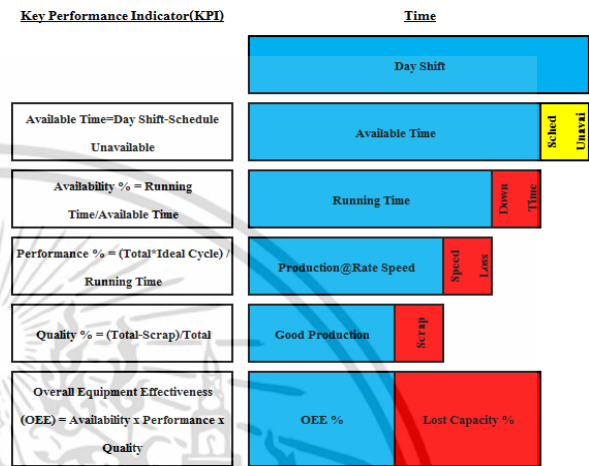 Key Performance Indicator(KPI)
Time
Day Shift
Available Time=Day Shift-Schedule
Unavailable
Available Time
Sched
Unavai
Availability % = Running
Time/Available Time
Running Time
Down
Time
Performance % = (Total*Ideal Cycle) /
Running Time
Production@Rate Speed
Speed
Loss
Quality % = (Total-Scrap)/Total
Good Production
Scrap
Overall Equipment Effectiveness
(OEE) = Availability x Performance x
Quality
OEE %
Lost Capacity %